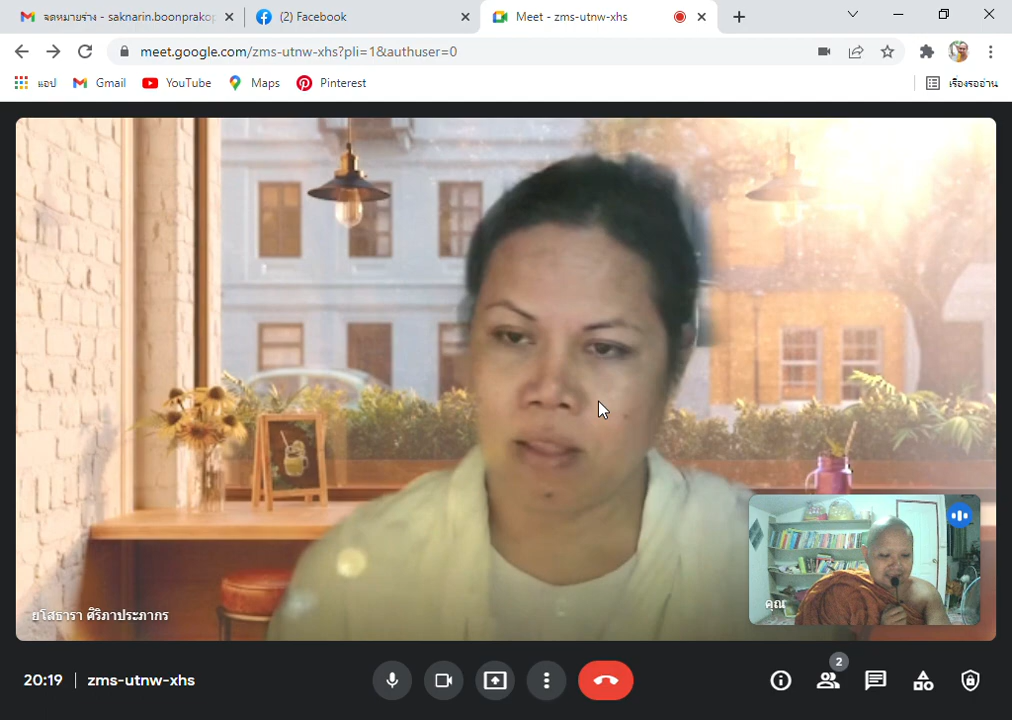 จดหมายร่าง - saknarin.boonprako
(2) Facebook
Meet - zms-utnw-xhs
meet.google.com/zms-utnw-xhs?pli=1&authuser=0
แอป
Gmail
YouTube
Maps
Pinterest
เรื่องรออ่าน
ยโสธารา ศิริภาประภากร
คุณ
20:19
zms-utnw-xhs
2